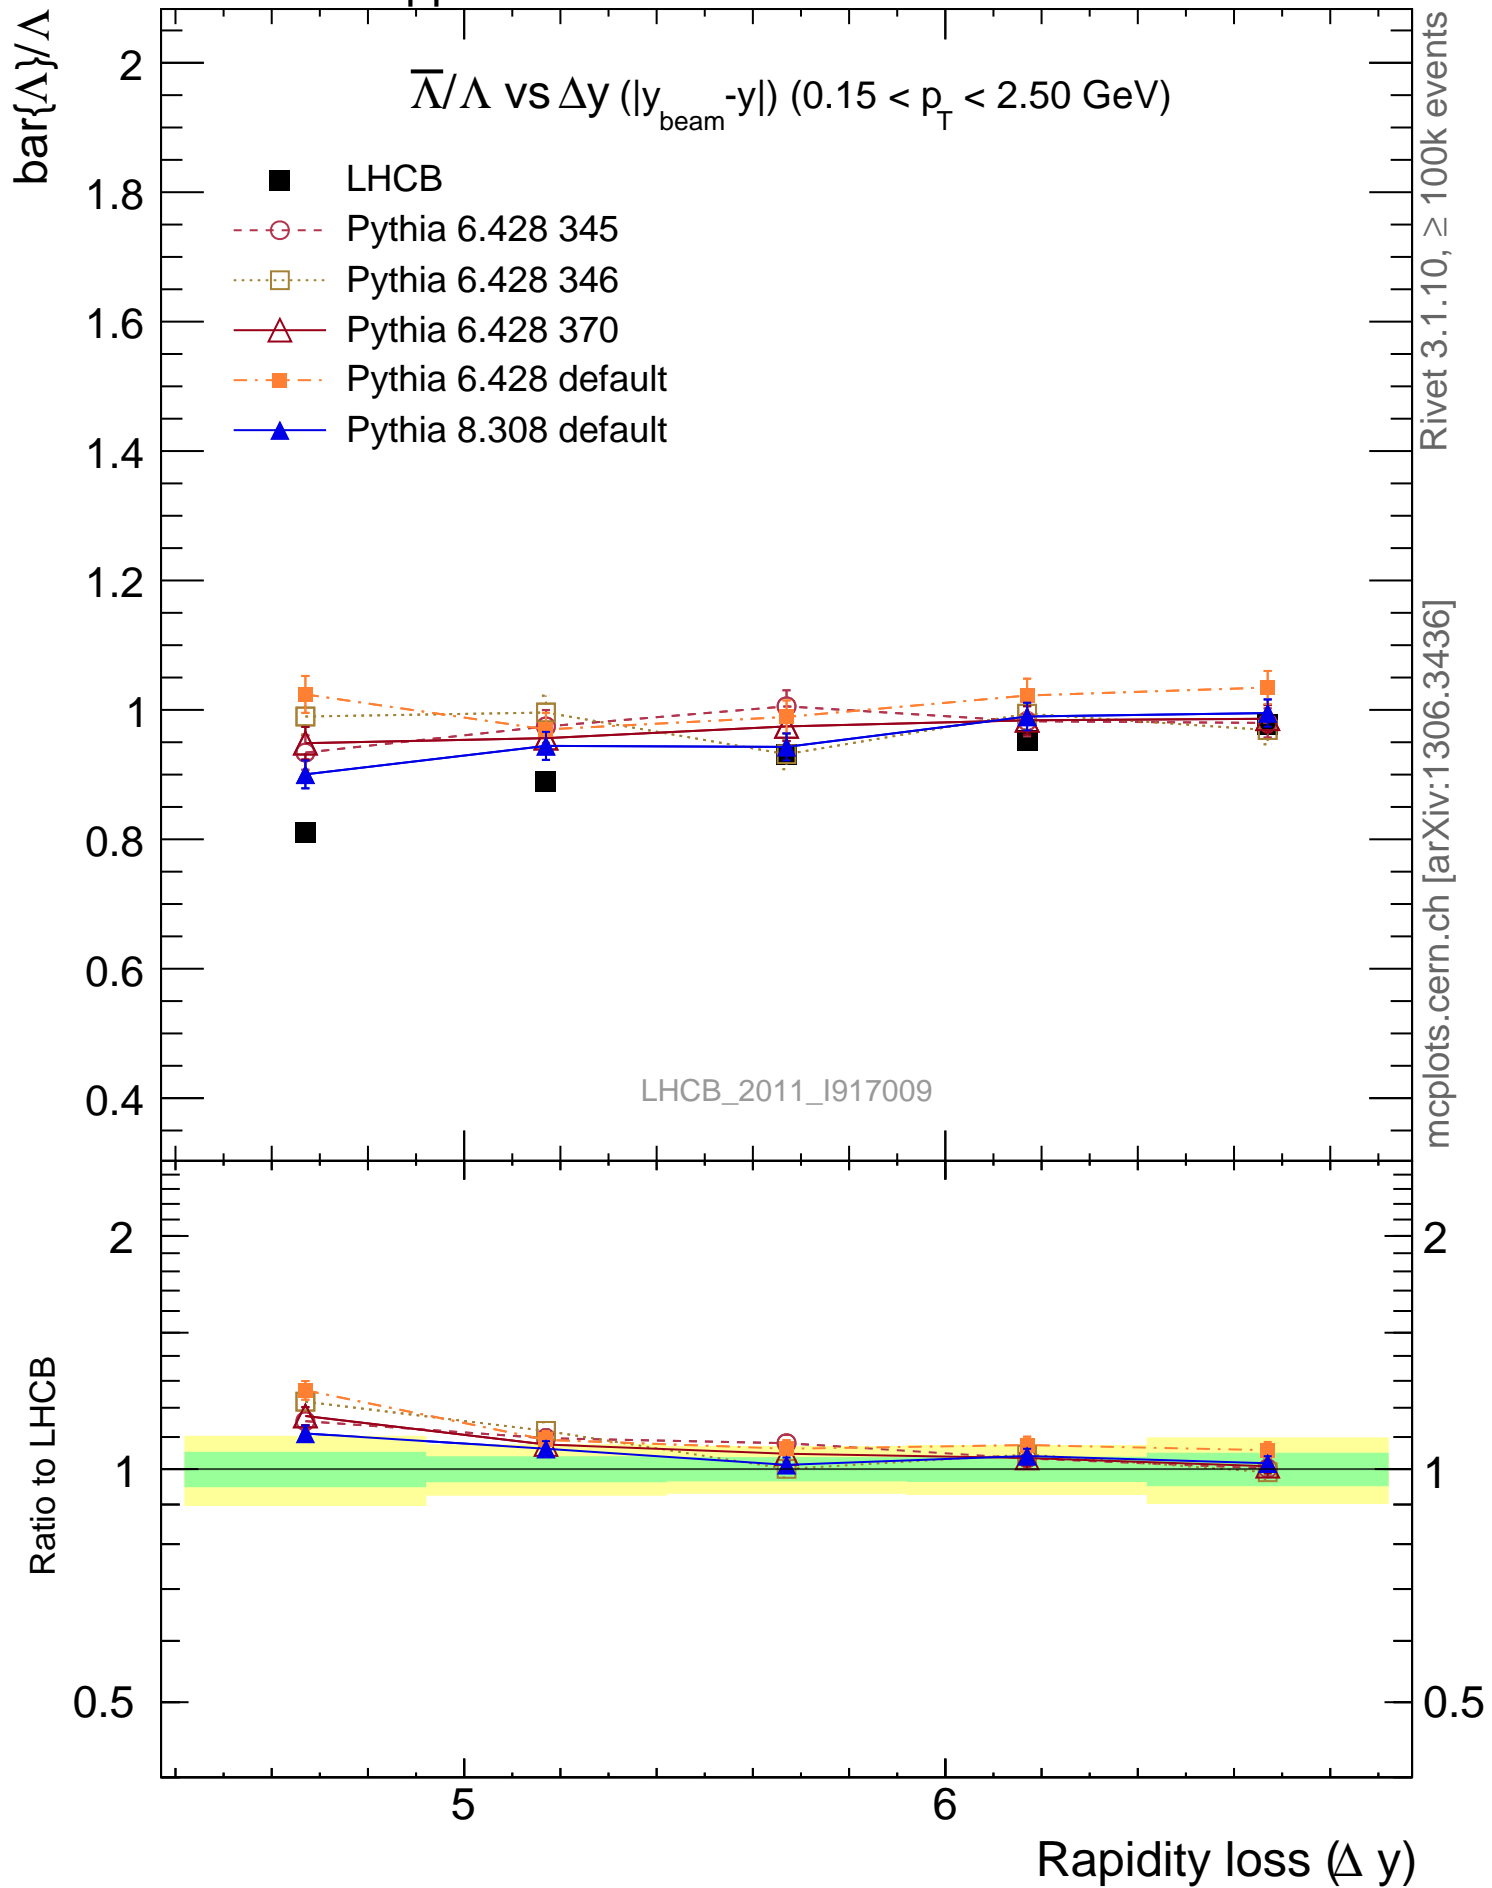 bar{Λ}/Λ
Λ̅/Λ vs Δy (|y_beam-y|) (0.15 < p_T < 2.50 GeV)
LHCB
Pythia 6.428 345
Pythia 6.428 346
Pythia 6.428 370
Pythia 6.428 default
Pythia 8.308 default
2
1.8
1.6
1.4
1.2
1
0.8
0.6
0.4
LHCB_2011_I917009
Rivet 3.1.10, ≥ 100k events
mcplots.cern.ch [arXiv:1306.3436]
Ratio to LHCB
2
1
0.5
2
1
0.5
5
6
Rapidity loss (Δ y)